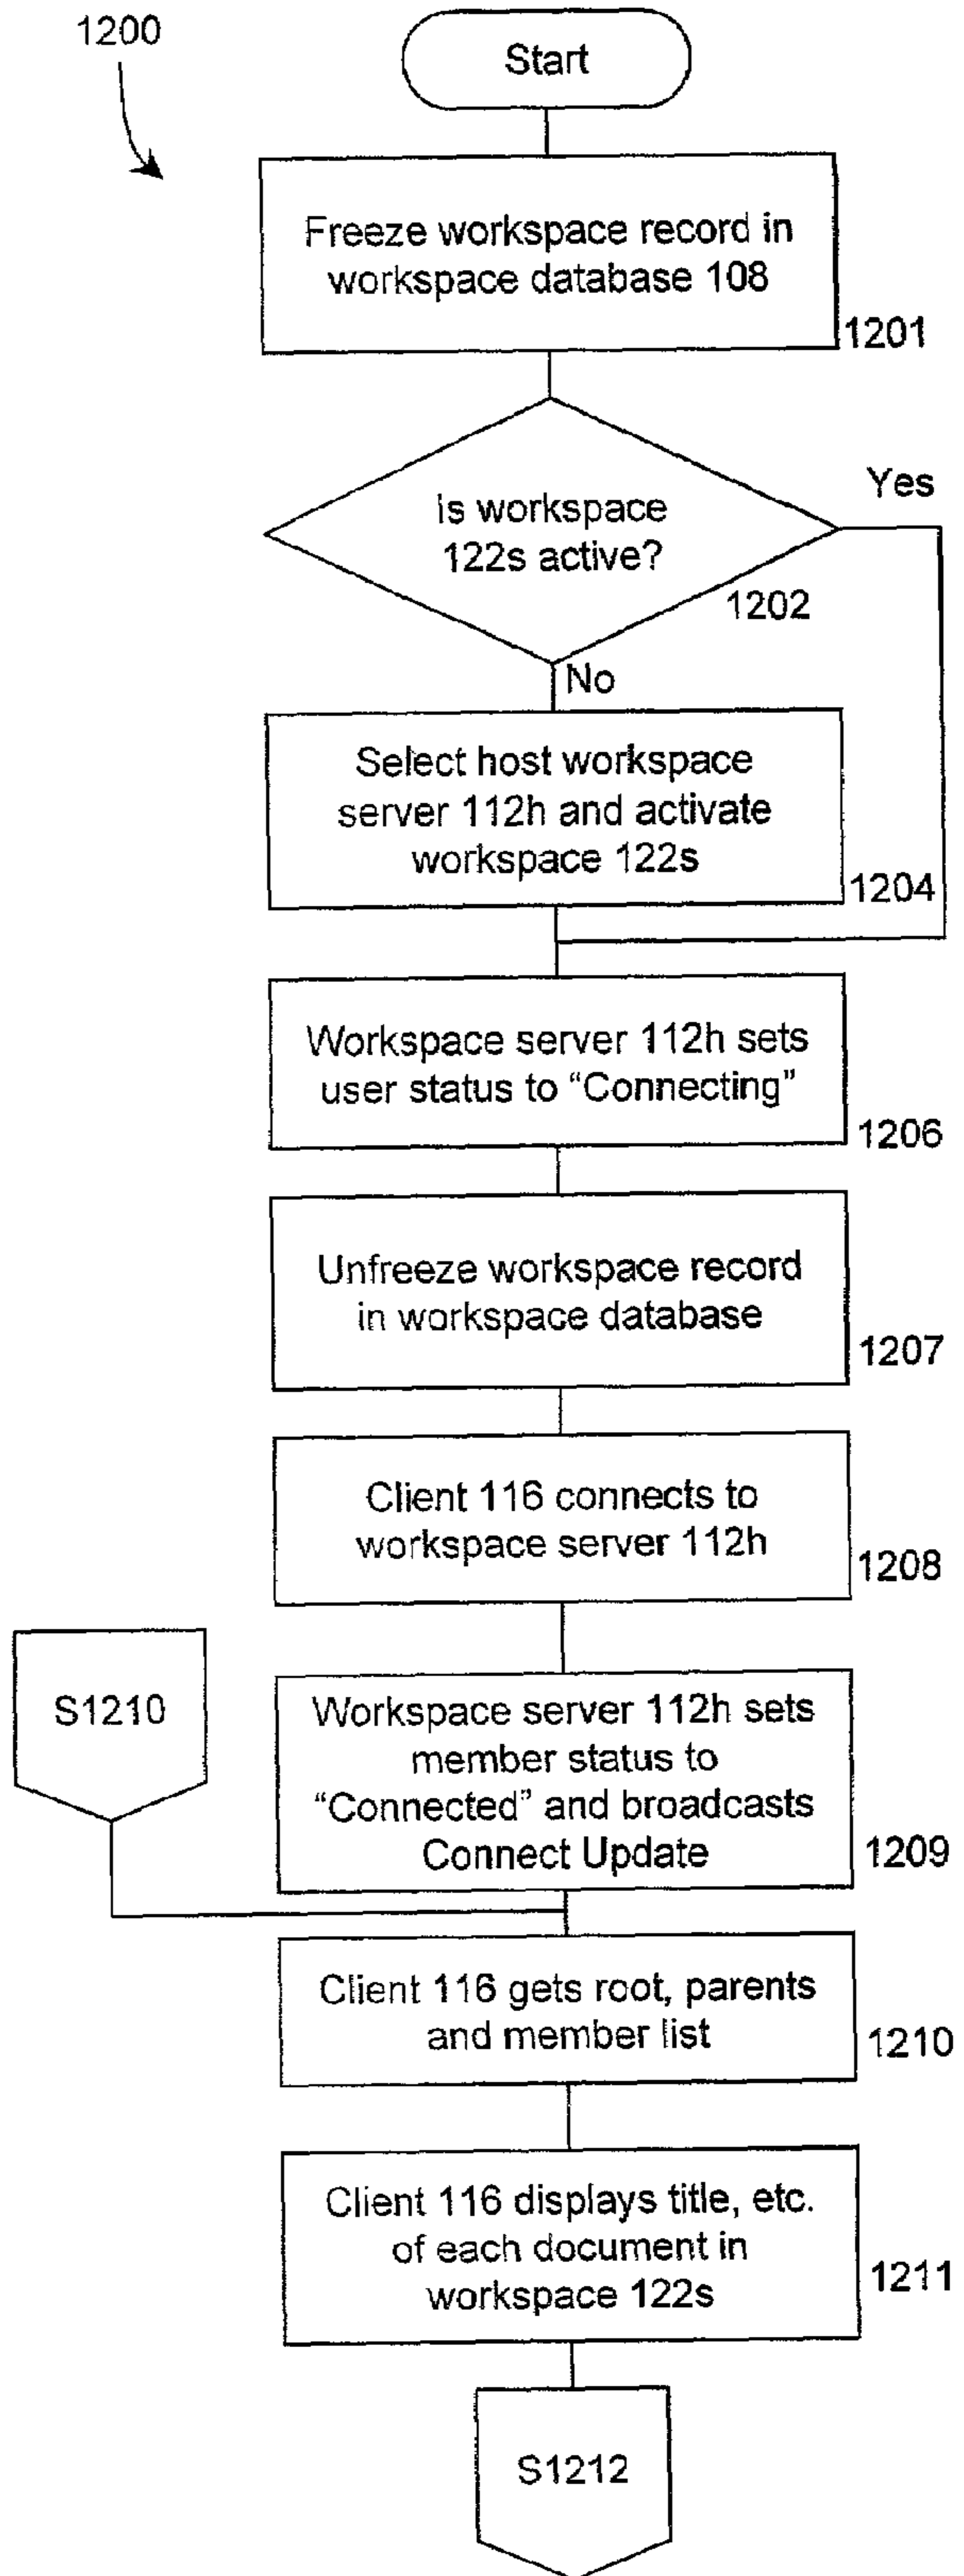 1200
Start
Freeze workspace record in
workspace database 108
1201
Is workspace
122s active?
1202
Yes
No
Select host workspace
server 112h and activate
workspace 122s
1204
Workspace server 112h sets
user status to “Connecting”
1206
Unfreeze workspace record
in workspace database
1207
Client 116 connects to
workspace server 112h
1208
S1210
Workspace server 112h sets
member status to
“Connected” and broadcasts
Connect Update
1209
Client 116 gets root, parents
and member list
1210
Client 116 displays title, etc.
of each document in
workspace 122s
1211
S1212